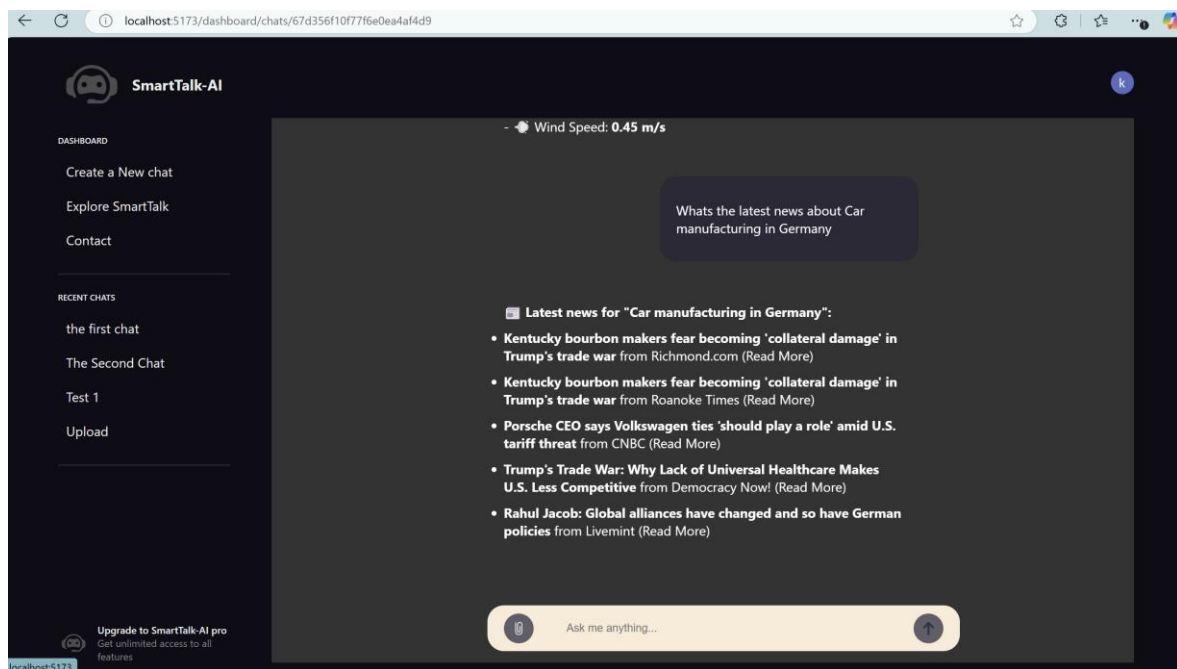 localhost:5173/dashboard/chats/67d356f10f77f6e0ea4af4d9
SmartTalk-AI
k
DASHBOARD
Create a New chat
Explore SmartTalk
Contact
RECENT CHATS
the first chat
The Second Chat
Test 1
Upload
Upgrade to SmartTalk-AI pro
Get unlimited access to all
features
localhost:5173
- Wind Speed: 0.45 m/s
Whats the latest news about Car
manufacturing in Germany
Latest news for "Car manufacturing in Germany":
• Kentucky bourbon makers fear becoming 'collateral damage' in
Trump's trade war from Richmond.com (Read More)
• Kentucky bourbon makers fear becoming 'collateral damage' in
Trump's trade war from Roanoke Times (Read More)
• Porsche CEO says Volkswagen ties 'should play a role' amid U.S.
tariff threat from CNBC (Read More)
• Trump's Trade War: Why Lack of Universal Healthcare Makes
U.S. Less Competitive from Democracy Now! (Read More)
• Rahul Jacob: Global alliances have changed and so have German
policies from Livemint (Read More)
Ask me anything...